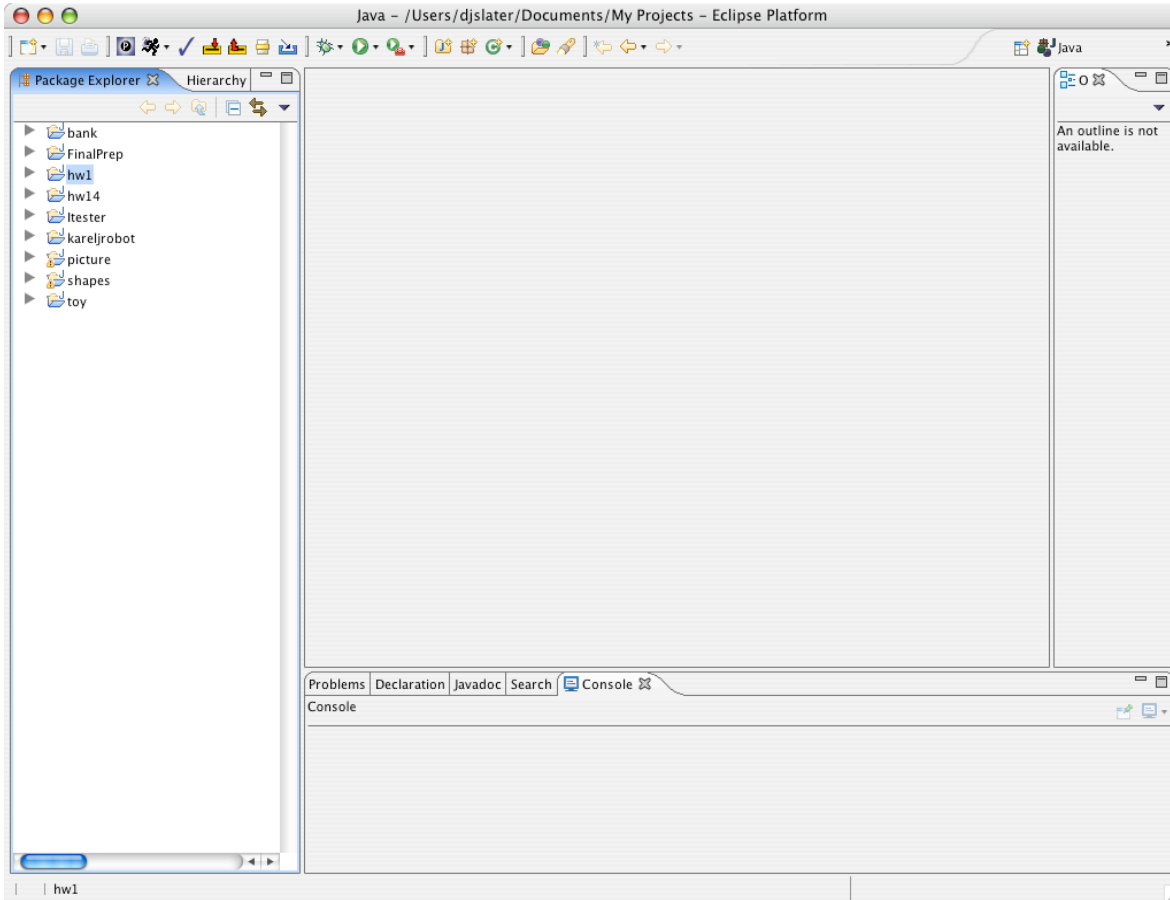 Java – /Users/djslater/Documents/My Projects – Eclipse Platform
Java
Package Explorer Hierarchy
O
bank
FinalPrep
hw1
hw14
ltester
kareljrobot
picture
shapes
toy
An outline is not
available.
Problems Declaration Javadoc Search Console
Console
hw1